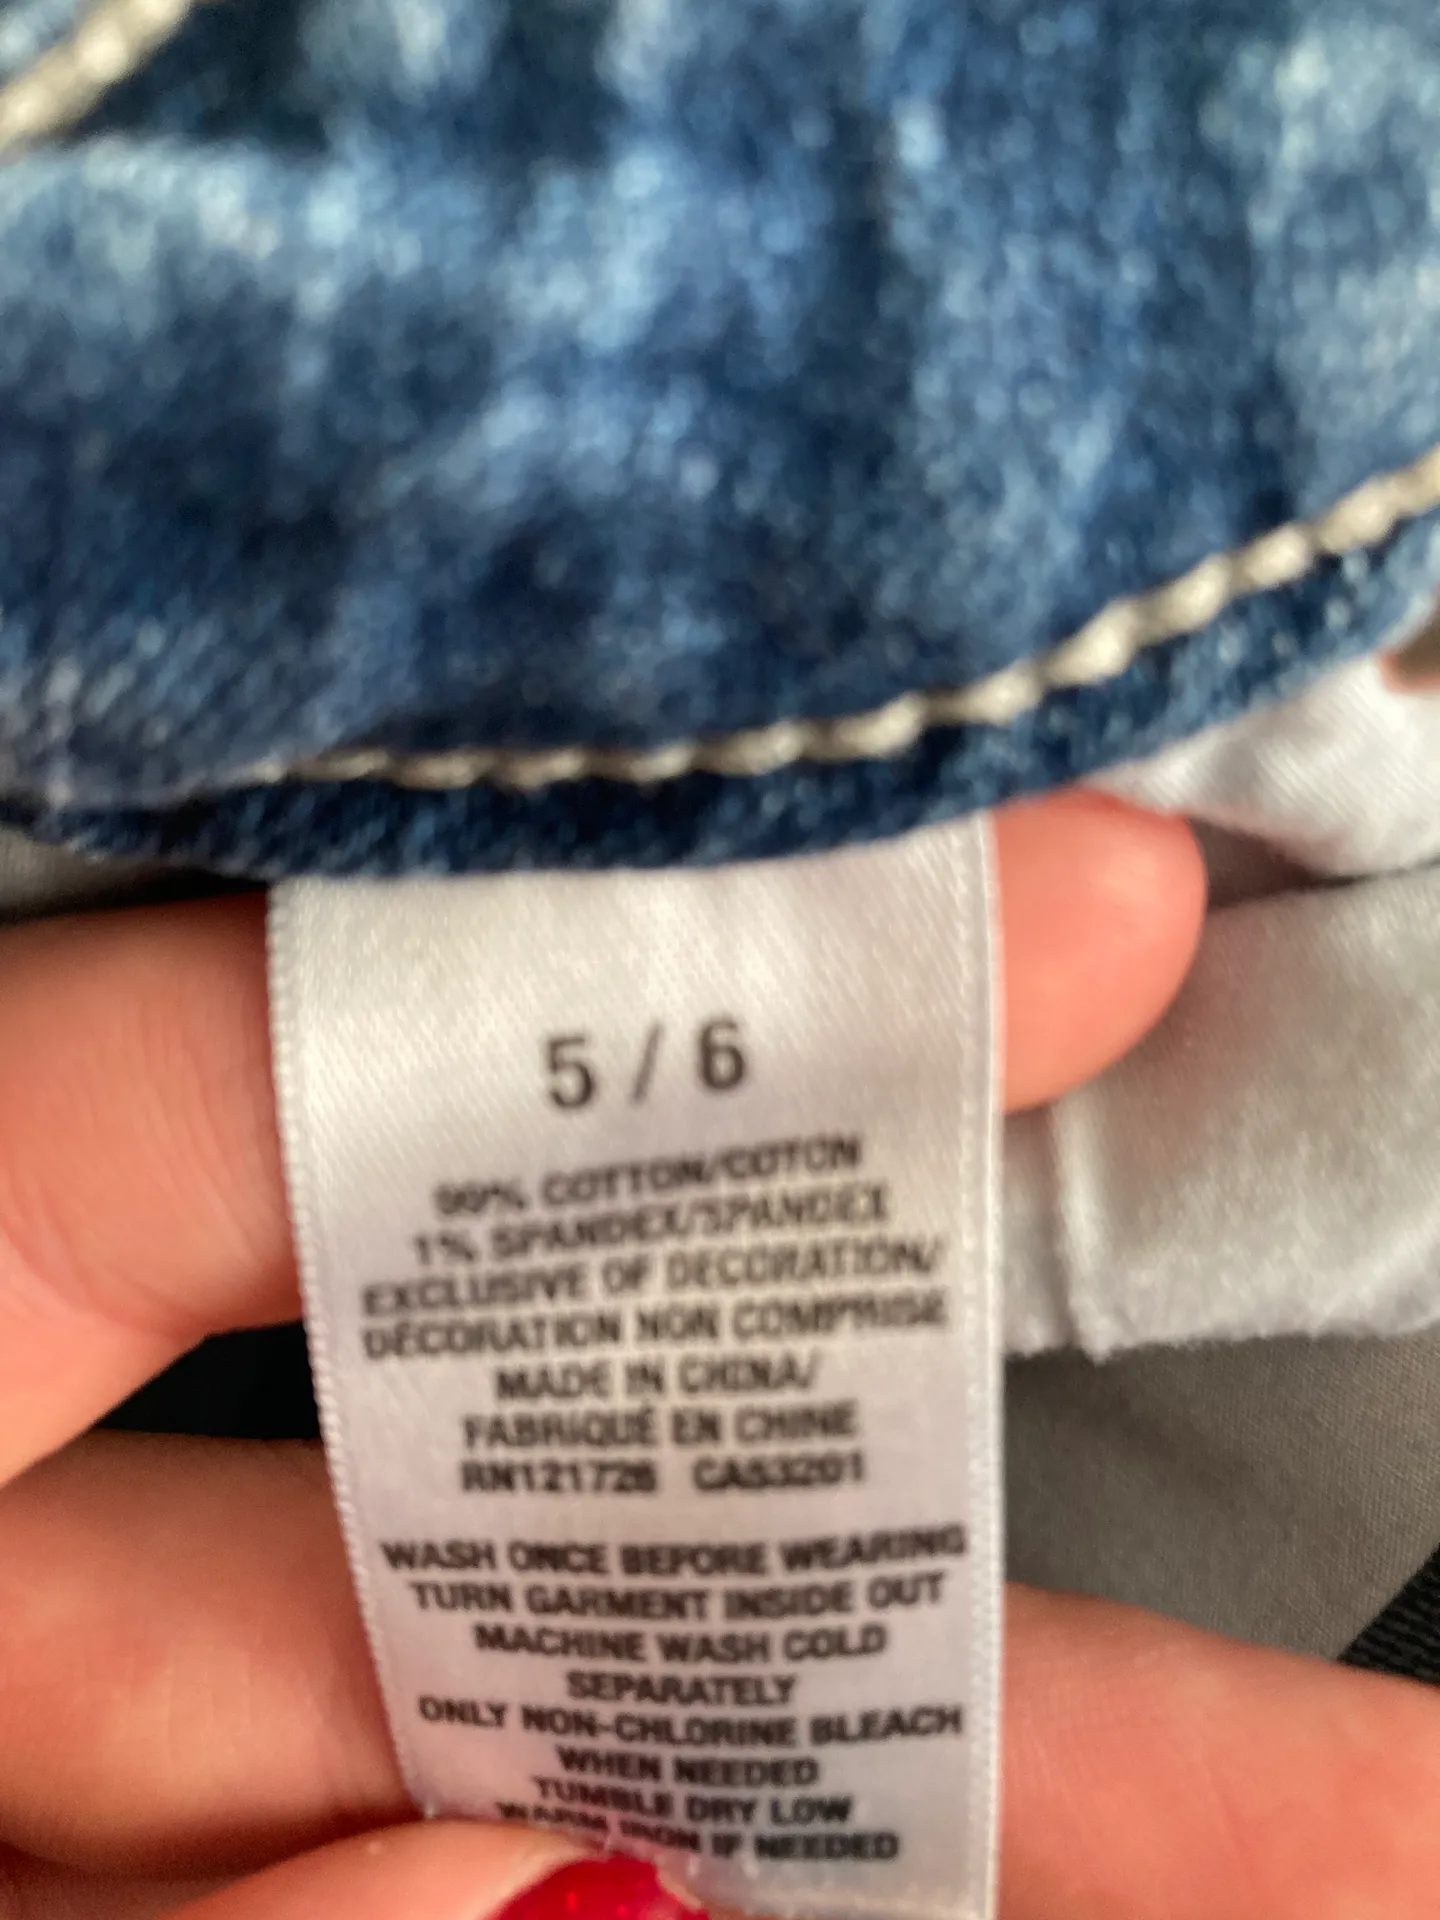 5 / 6
99% COTTON/COTON
1% SPANDEX/SPANDEX
EXCLUSIVE OF DECORATION/
DÉCORATION NON COMPRISE
MADE IN CHINA/
FABRIQUÉ EN CHINE
RN121726 CA53201
WASH ONCE BEFORE WEARING
TURN GARMENT INSIDE OUT
MACHINE WASH COLD
SEPARATELY
ONLY NON-CHLORINE BLEACH
WHEN NEEDED
TUMBLE DRY LOW
WARM IRON IF NEEDED